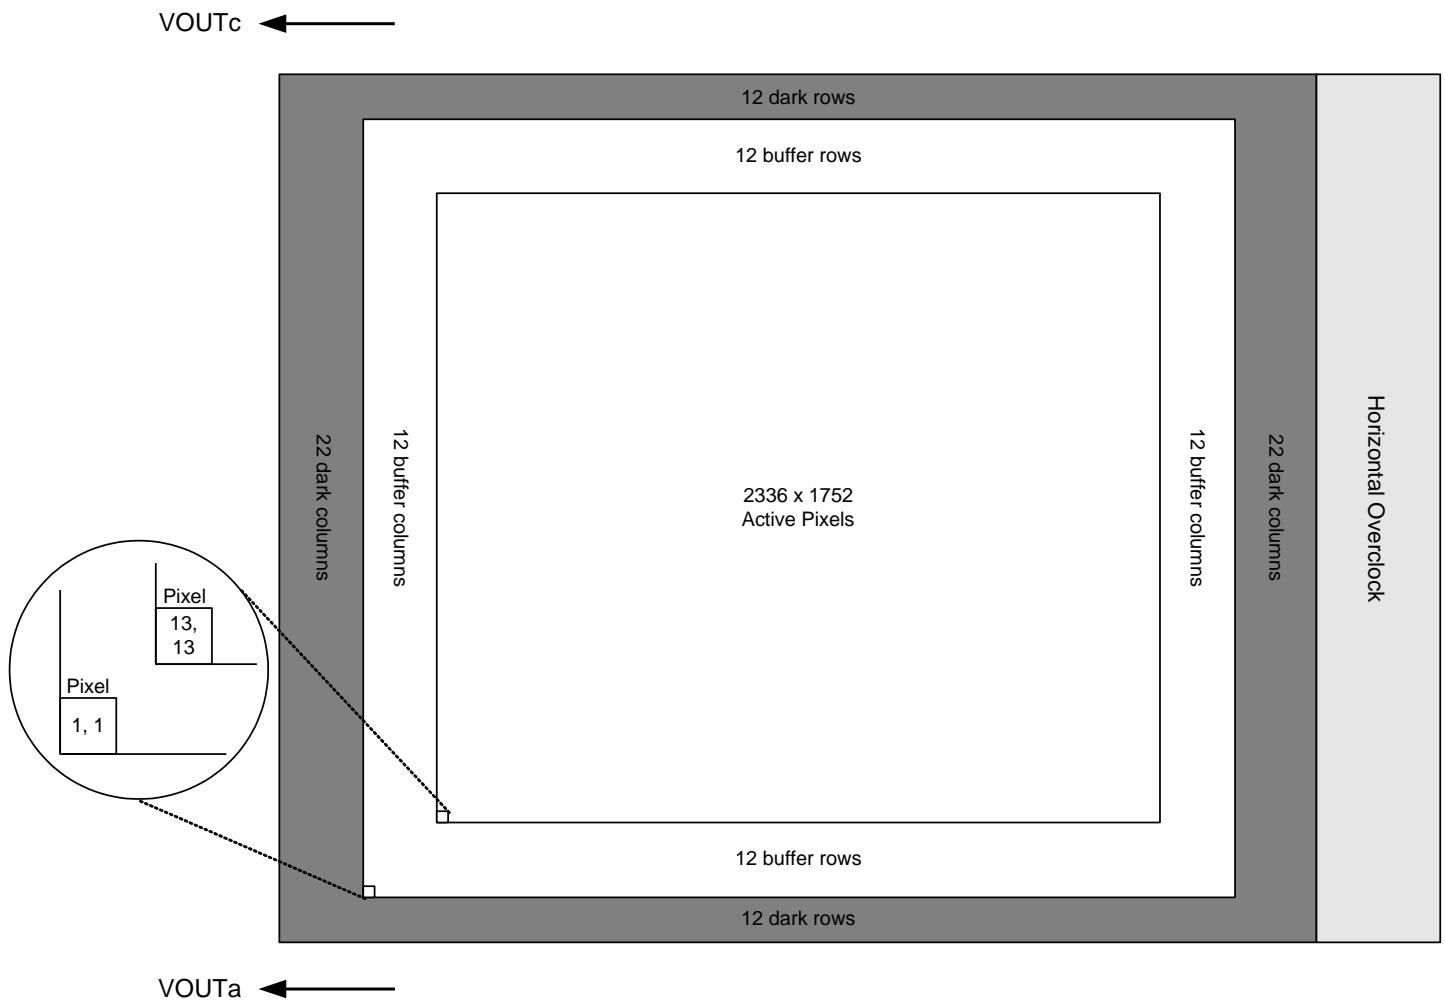 VOUTc
12 dark rows
12 buffer rows
22 dark columns
12 buffer columns
2336 x 1752
Active Pixels
12 buffer columns
22 dark columns
Horizontal Overclock
Pixel
13,
13
Pixel
1, 1
12 buffer rows
12 dark rows
VOUTa